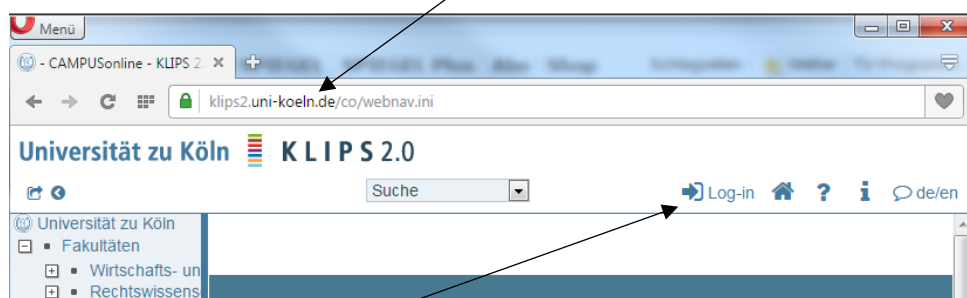 Menü
- CAMPUSonline - KLIPS 2
klips2.uni-koeln.de/co/webnav.ini
Universität zu Köln KLIPS 2.0
Suche Log-in ? i de/en
Universität zu Köln
Fakultäten
Wirtschafts- un
Rechtswissens